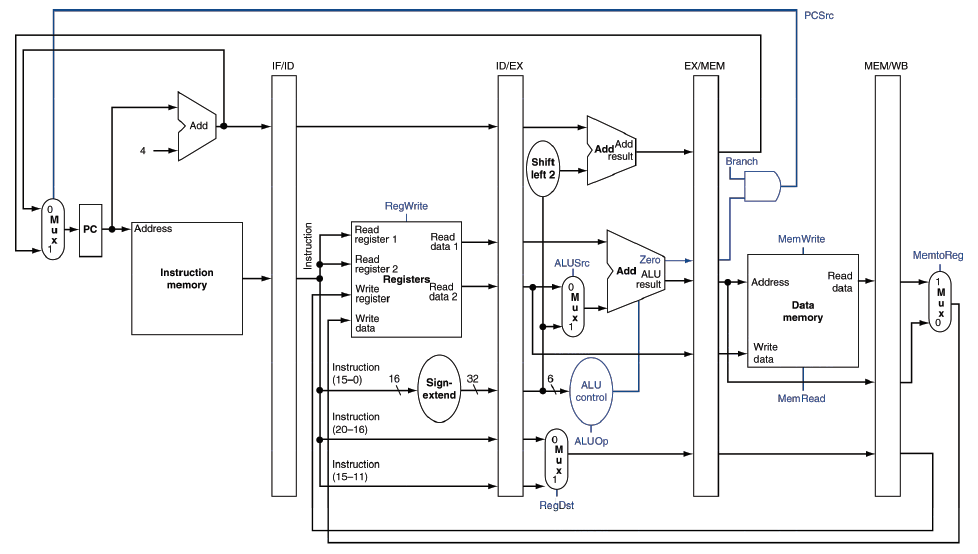 PCSrc
IF/ID
ID/EX
EX/MEM
MEM/WB
Add
4
Add Add
result
Shift
left 2
Branch
0
M
u
x
1
PC
Address
Instruction
memory
Instruction
RegWrite
Read
register 1
Read
data 1
Read
register 2
Registers
Write
register
Read
data 2
Write
data
ALUSrc
0
M
u
x
1
Add
Zero
ALU
result
MemWrite
Address
Read
data
Data
memory
Write
data
MemRead
MemtoReg
1
M
u
x
0
Instruction
(15–0)
16
Sign-
extend
32
6
ALU
control
ALUOp
Instruction
(20–16)
Instruction
(15–11)
0
M
u
x
1
RegDst